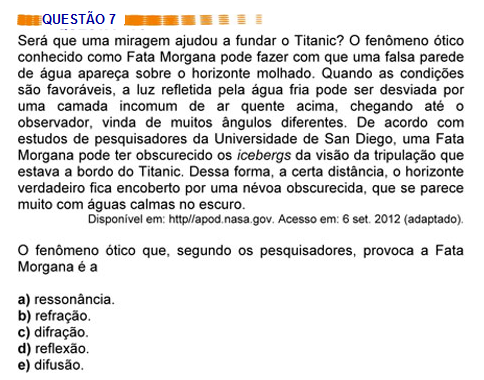 QUESTÃO 7
Será que uma miragem ajudou a fundar o Titanic? O fenômeno ótico
conhecido como Fata Morgana pode fazer com que uma falsa parede
de água apareça sobre o horizonte molhado. Quando as condições
são favoráveis, a luz refletida pela água fria pode ser desviada por
uma camada incomum de ar quente acima, chegando até o
observador, vinda de muitos ângulos diferentes. De acordo com
estudos de pesquisadores da Universidade de San Diego, uma Fata
Morgana pode ter obscurecido os icebergs da visão da tripulação que
estava a bordo do Titanic. Dessa forma, a certa distância, o horizonte
verdadeiro fica encoberto por uma névoa obscurecida, que se parece
muito com águas calmas no escuro.
Disponível em: http//apod.nasa.gov. Acesso em: 6 set. 2012 (adaptado).
O fenômeno ótico que, segundo os pesquisadores, provoca a Fata
Morgana é a
a) ressonância.
b) refração.
c) difração.
d) reflexão.
e) difusão.